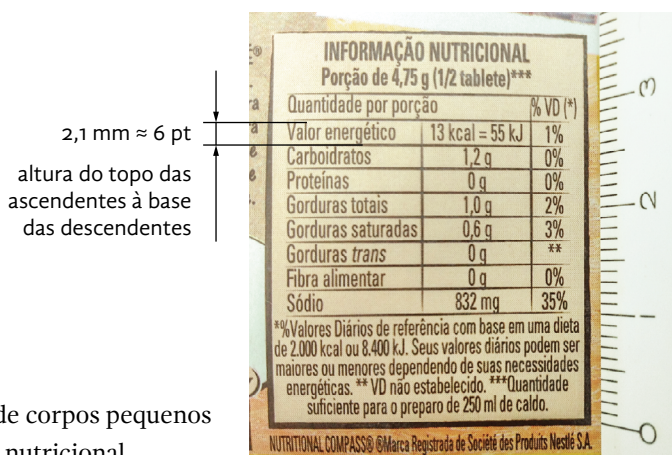 INFORMAÇÃO NUTRICIONAL
Porção de 4,75 g (1/2 tablete)***
Quantidade por porção % VD (*)
Valor energético 13 kcal = 55 kJ 1%
Carboidratos 1,2 g 0%
Proteínas 0 g 0%
Gorduras totais 1,0 g 2%
Gorduras saturadas 0,6 g 3%
Gorduras trans 0 g **
Fibra alimentar 0 g 0%
Sódio 832 mg 35%
*%Valores Diários de referência com base em uma dieta
de 2.000 kcal ou 8.400 kJ. Seus valores diários podem ser
maiores ou menores dependendo de suas necessidades
energéticas. ** VD não estabelecido. ***Quantidade
suficiente para o preparo de 250 ml de caldo.
NUTRITIONAL COMPASS® ®Marca Registrada de Société des Produits Nestlé S.A.
2,1 mm ≈ 6 pt
altura do topo das
ascendentes à base
das descendentes
de corpos pequenos
nutricional
3
2
1
0